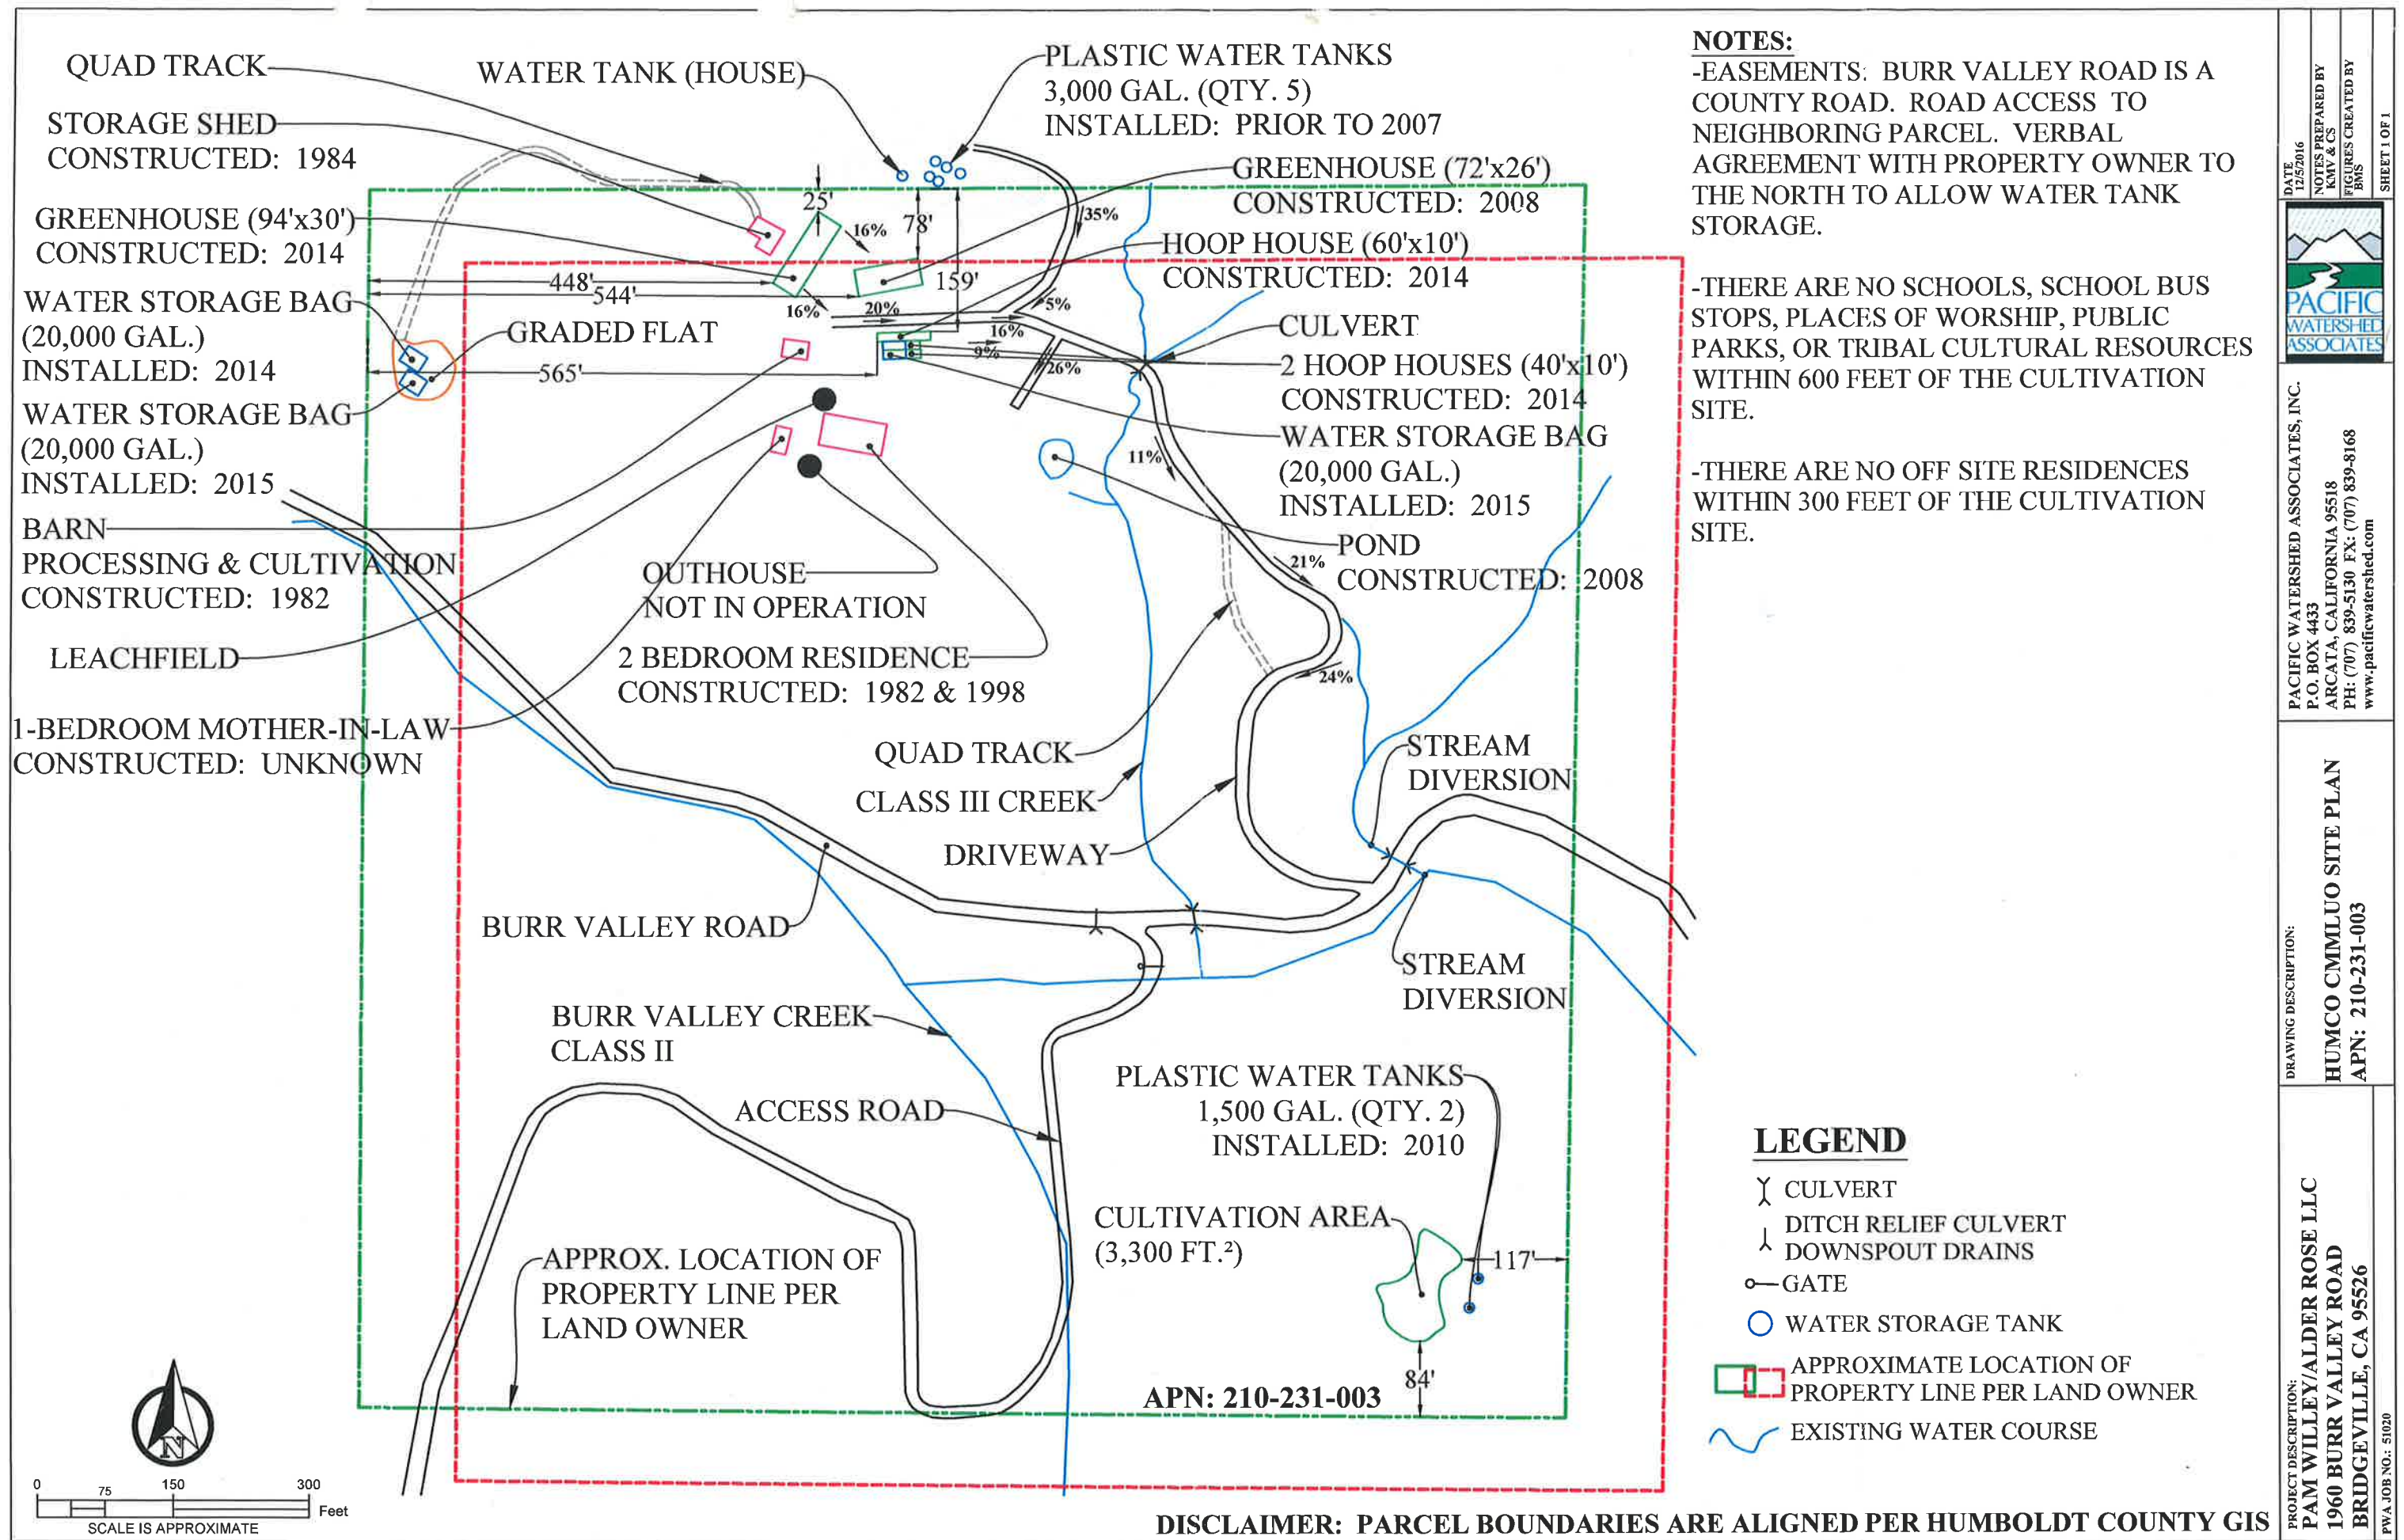 QUAD TRACK
STORAGE SHED
CONSTRUCTED: 1984
GREENHOUSE (94'x30')
CONSTRUCTED: 2014
WATER STORAGE BAG
(20,000 GAL.)
INSTALLED: 2014
WATER STORAGE BAG
(20,000 GAL.)
INSTALLED: 2015
BARN
PROCESSING & CULTIVATION
CONSTRUCTED: 1982
LEACHFIELD
1-BEDROOM MOTHER-IN-LAW
CONSTRUCTED: UNKNOWN
WATER TANK (HOUSE)
PLASTIC WATER TANKS
3,000 GAL. (QTY. 5)
INSTALLED: PRIOR TO 2007
GREENHOUSE (72'x26')
CONSTRUCTED: 2008
HOOP HOUSE (60'x10')
CONSTRUCTED: 2014
CULVERT
2 HOOP HOUSES (40'x10')
CONSTRUCTED: 2014
WATER STORAGE BAG
(20,000 GAL.)
INSTALLED: 2015
POND
CONSTRUCTED: 2008
25'
16%
78'
35%
448'
544'
159'
16%
20%
16%
5%
GRADED FLAT
9%
26%
565'
11%
21%
24%
OUTHOUSE
NOT IN OPERATION
2 BEDROOM RESIDENCE
CONSTRUCTED: 1982 & 1998
QUAD TRACK
CLASS III CREEK
DRIVEWAY
STREAM
DIVERSION
BURR VALLEY ROAD
STREAM
DIVERSION
BURR VALLEY CREEK
CLASS II
ACCESS ROAD
PLASTIC WATER TANKS
1,500 GAL. (QTY. 2)
INSTALLED: 2010
CULTIVATION AREA
(3,300 FT.²)
117'
84'
APPROX. LOCATION OF
PROPERTY LINE PER
LAND OWNER
APN: 210-231-003
N
0 75 150 300
Feet
SCALE IS APPROXIMATE
NOTES:
-EASEMENTS: BURR VALLEY ROAD IS A
COUNTY ROAD. ROAD ACCESS TO
NEIGHBORING PARCEL. VERBAL
AGREEMENT WITH PROPERTY OWNER TO
THE NORTH TO ALLOW WATER TANK
STORAGE.
-THERE ARE NO SCHOOLS, SCHOOL BUS
STOPS, PLACES OF WORSHIP, PUBLIC
PARKS, OR TRIBAL CULTURAL RESOURCES
WITHIN 600 FEET OF THE CULTIVATION
SITE.
-THERE ARE NO OFF SITE RESIDENCES
WITHIN 300 FEET OF THE CULTIVATION
SITE.
LEGEND
CULVERT
DITCH RELIEF CULVERT
DOWNSPOUT DRAINS
GATE
WATER STORAGE TANK
APPROXIMATE LOCATION OF
PROPERTY LINE PER LAND OWNER
EXISTING WATER COURSE
DISCLAIMER: PARCEL BOUNDARIES ARE ALIGNED PER HUMBOLDT COUNTY GIS
DATE
12/5/2016
NOTES PREPARED BY
KMV & CS
FIGURES CREATED BY
BMS
SHEET 1 OF 1
PACIFIC
WATERSHED
ASSOCIATES
PACIFIC WATERSHED ASSOCIATES, INC.
P.O. BOX 4433
ARCATA, CALIFORNIA 95518
PH: (707) 839-5130 FX: (707) 839-8168
www.pacificwatershed.com
DRAWING DESCRIPTION:
HUMCO CMMLUO SITE PLAN
APN: 210-231-003
PROJECT DESCRIPTION:
PAM WILLEY/ALDER ROSE LLC
1960 BURR VALLEY ROAD
BRIDGEVILLE, CA 95526
PWA JOB NO.: 51020